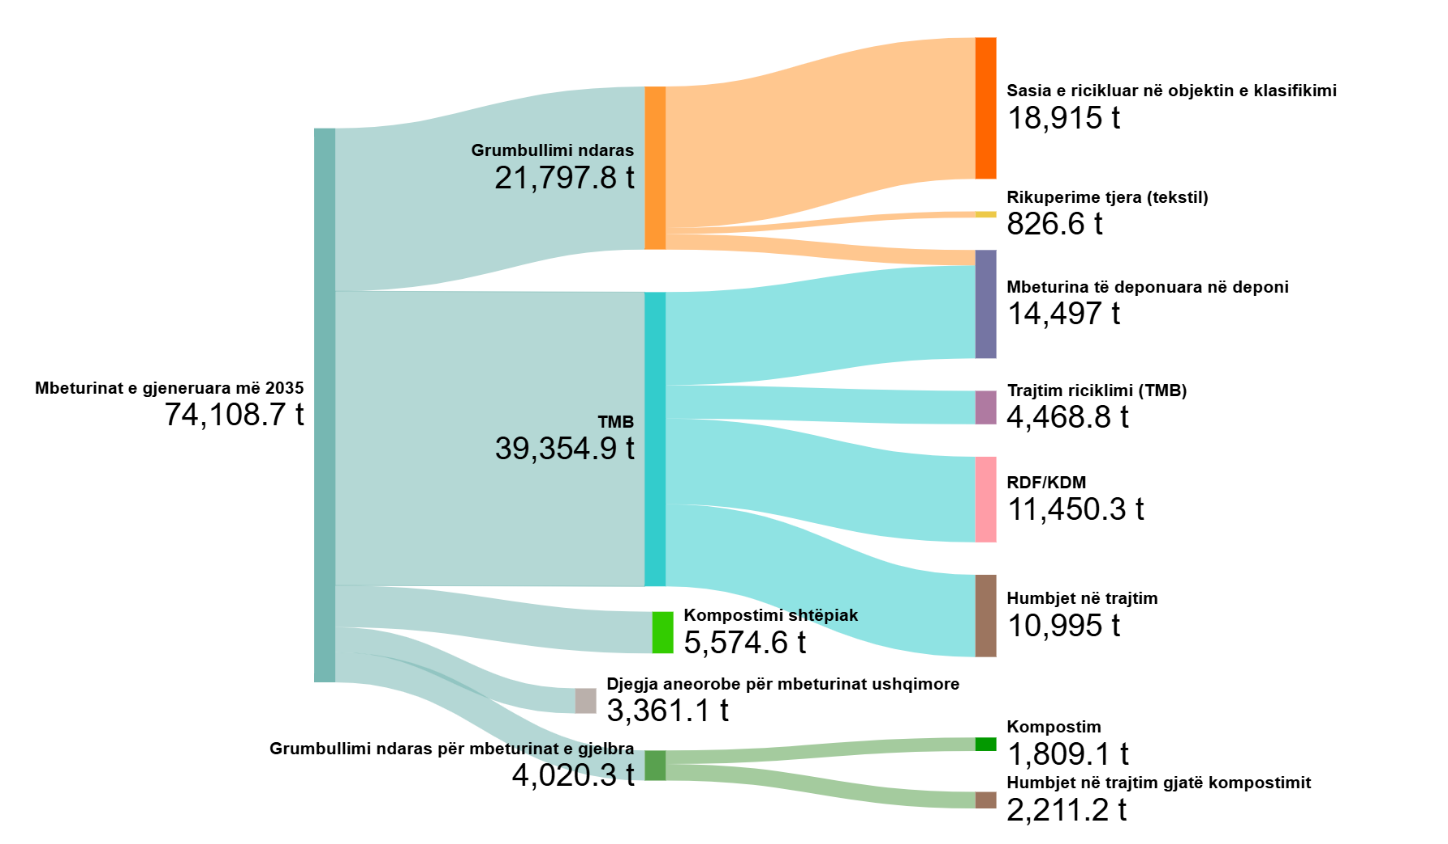 Mbeturinat e gjeneruara më 2035
74,108.7 t
Grumbullimi ndaras
21,797.8 t
TMB
39,354.9 t
Kompostimi shtëpiak
5,574.6 t
Djegja aneorobe për mbeturinat ushqimore
3,361.1 t
Grumbullimi ndaras për mbeturinat e gjelbra
4,020.3 t
Sasia e ricikluar në objektin e klasifikimi
18,915 t
Rikuperime tjera (tekstil)
826.6 t
Mbeturina të deponuara në deponi
14,497 t
Trajtim riciklimi (TMB)
4,468.8 t
RDF/KDM
11,450.3 t
Humbjet në trajtim
10,995 t
Kompostim
1,809.1 t
Humbjet në trajtim gjatë kompostimit
2,211.2 t